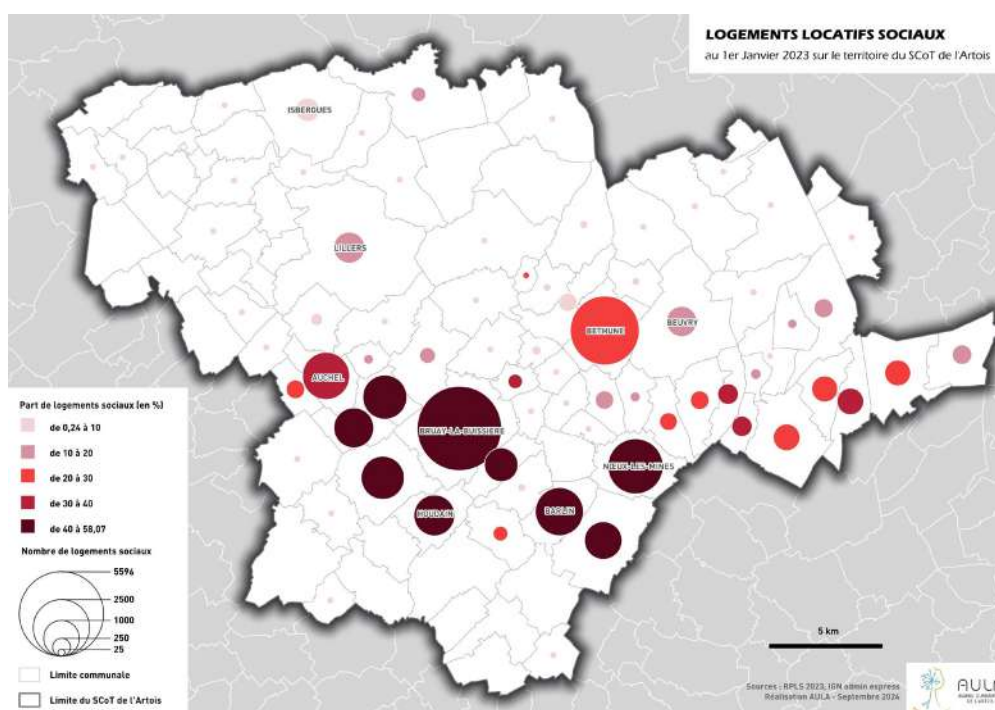 LOGEMENTS LOCATIFS SOCIAUX
au 1er Janvier 2023 sur le territoire du SCoT de l'Artois
ISBERGUES
LILLERS
BETHUNE
BEUVRY
AUCHEL
BRUAY-LA-BUISSIERE
NŒUX-LES-MINES
HOUDAIN
BARLIN
Part de logements sociaux (en %)
de 0,24 à 10
de 10 à 20
de 20 à 30
de 30 à 40
de 40 à 58,07
Nombre de logements sociaux
5596
2500
1000
250
25
Limite communale
Limite du SCoT de l'Artois
5 km
Sources : RPLS 2023, IGN admin express
Réalisation AULA - Septembre 2024
AULA
DE L'ARTOIS